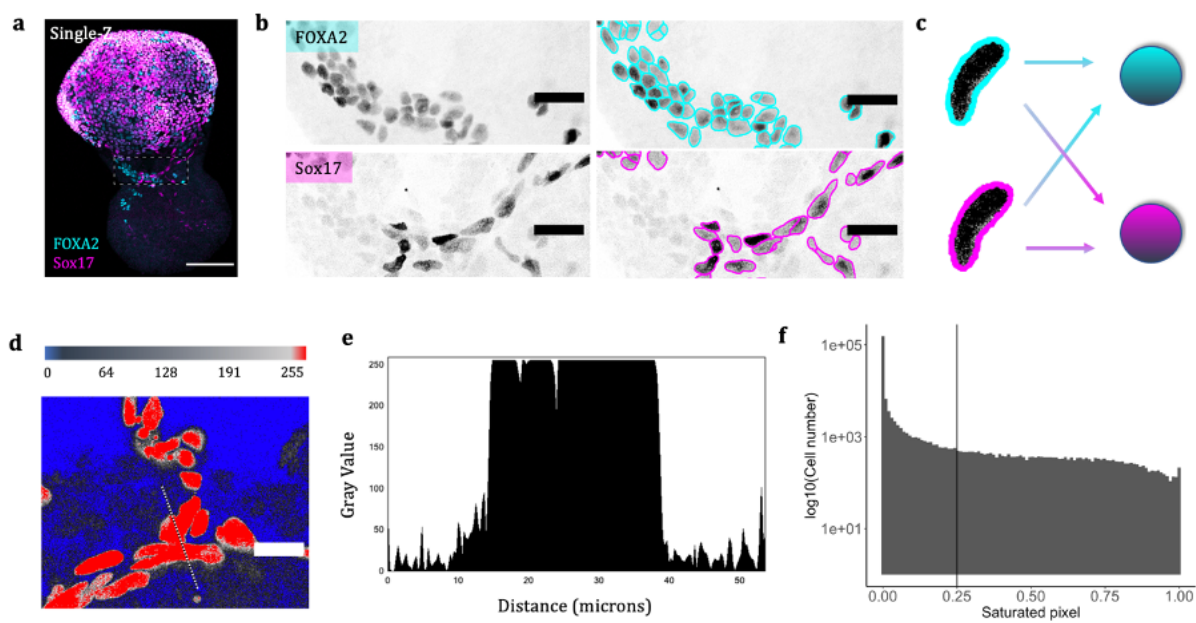 a
Single-Z
FOXA2
Sox17
b
FOXA2
Sox17
c
d
0 64 128 191 255
e
250
200
150
100
50
0
Gray Value
0 10 20 30 40 50
Distance (microns)
f
1e+05
1e+03
1e+01
log10(Cell number)
0.00 0.25 0.50 0.75 1.00
Saturated pixel